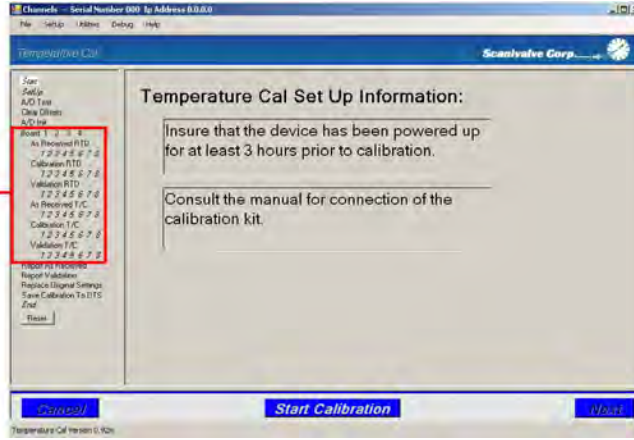 Channels -- Serial Number 000 Ip Address 0.0.0.0
File Setup Utilities Debug Help
Temperature Cal
Scanivalve Corp.
Start
SetUp
A/D Test
Clear Offsets
A/D Init
Board 1 2 3 4
As Received RTD
1 2 3 4 5 6 7 8
Calibration RTD
1 2 3 4 5 6 7 8
Validation RTD
1 2 3 4 5 6 7 8
As Received T/C
1 2 3 4 5 6 7 8
Calibration T/C
1 2 3 4 5 6 7 8
Validation T/C
1 2 3 4 5 6 7 8
Report As Received
Report Validation
Replace Original Settings
Save Calibration To DTS
End
Reset
Temperature Cal Set Up Information:
Insure that the device has been powered up
for at least 3 hours prior to calibration.
Consult the manual for connection of the
calibration kit.
Cancel
Start Calibration
Next
Temperature Cal Version